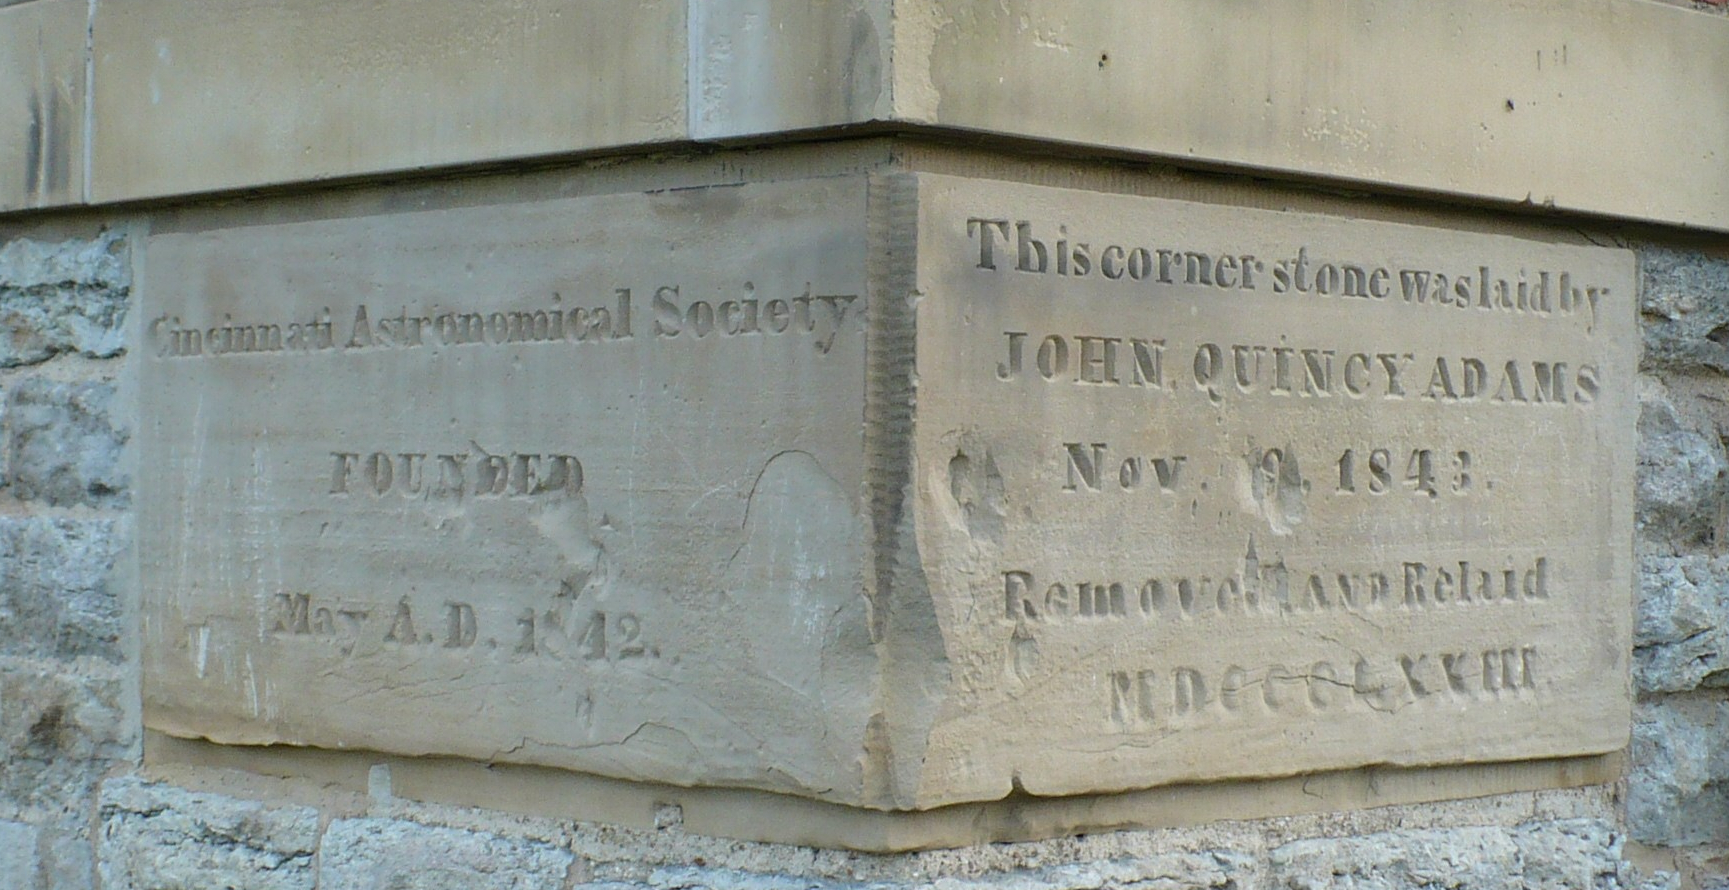 Cincinnati Astronomical Society
FOUNDED
May A.D. 1842.
This corner stone was laid by
JOHN QUINCY ADAMS
Nov. 9. 1843.
Removed AND Relaid
MDCCCLXXIII.